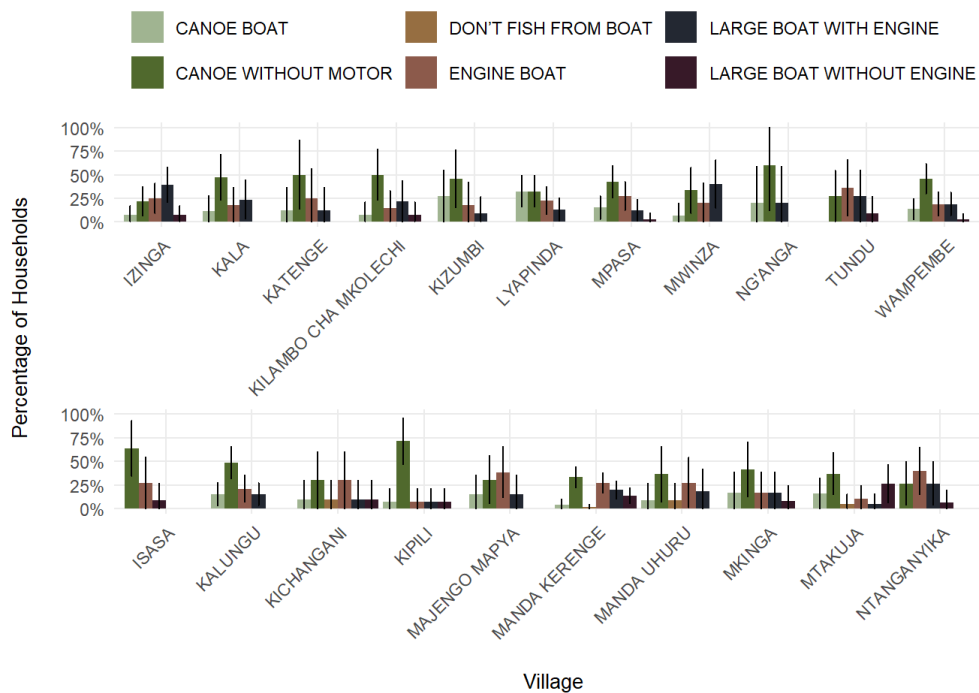 CANOE BOAT
DON'T FISH FROM BOAT
LARGE BOAT WITH ENGINE
CANOE WITHOUT MOTOR
ENGINE BOAT
LARGE BOAT WITHOUT ENGINE
Percentage of Households
100%
75%
50%
25%
0%
IZINGA
KALA
KATENGE
KILAMBO CHA MKOLECHI
KIZUMBI
LYAPINDA
MPASA
MWINZA
NG'ANGA
TUNDU
WAMPEMBE
100%
75%
50%
25%
0%
ISASA
KALUNGU
KICHANGANI
KIPILI
MAJENGO MAPYA
MANDA KERENGE
MANDA UHURU
MKINGA
MTAKUJA
NTANGANYIKA
Village